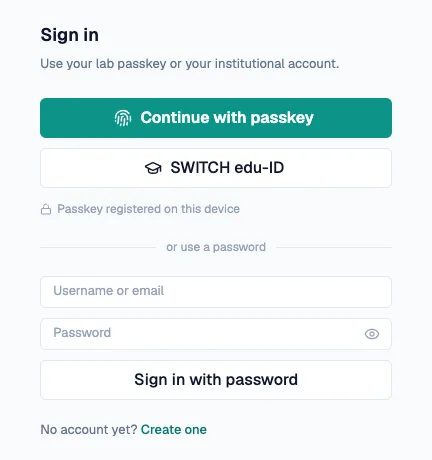 Sign in
Use your lab passkey or your institutional account.
Continue with passkey
SWITCH edu-ID
Passkey registered on this device
or use a password
Username or email
Password
Sign in with password
No account yet? Create one